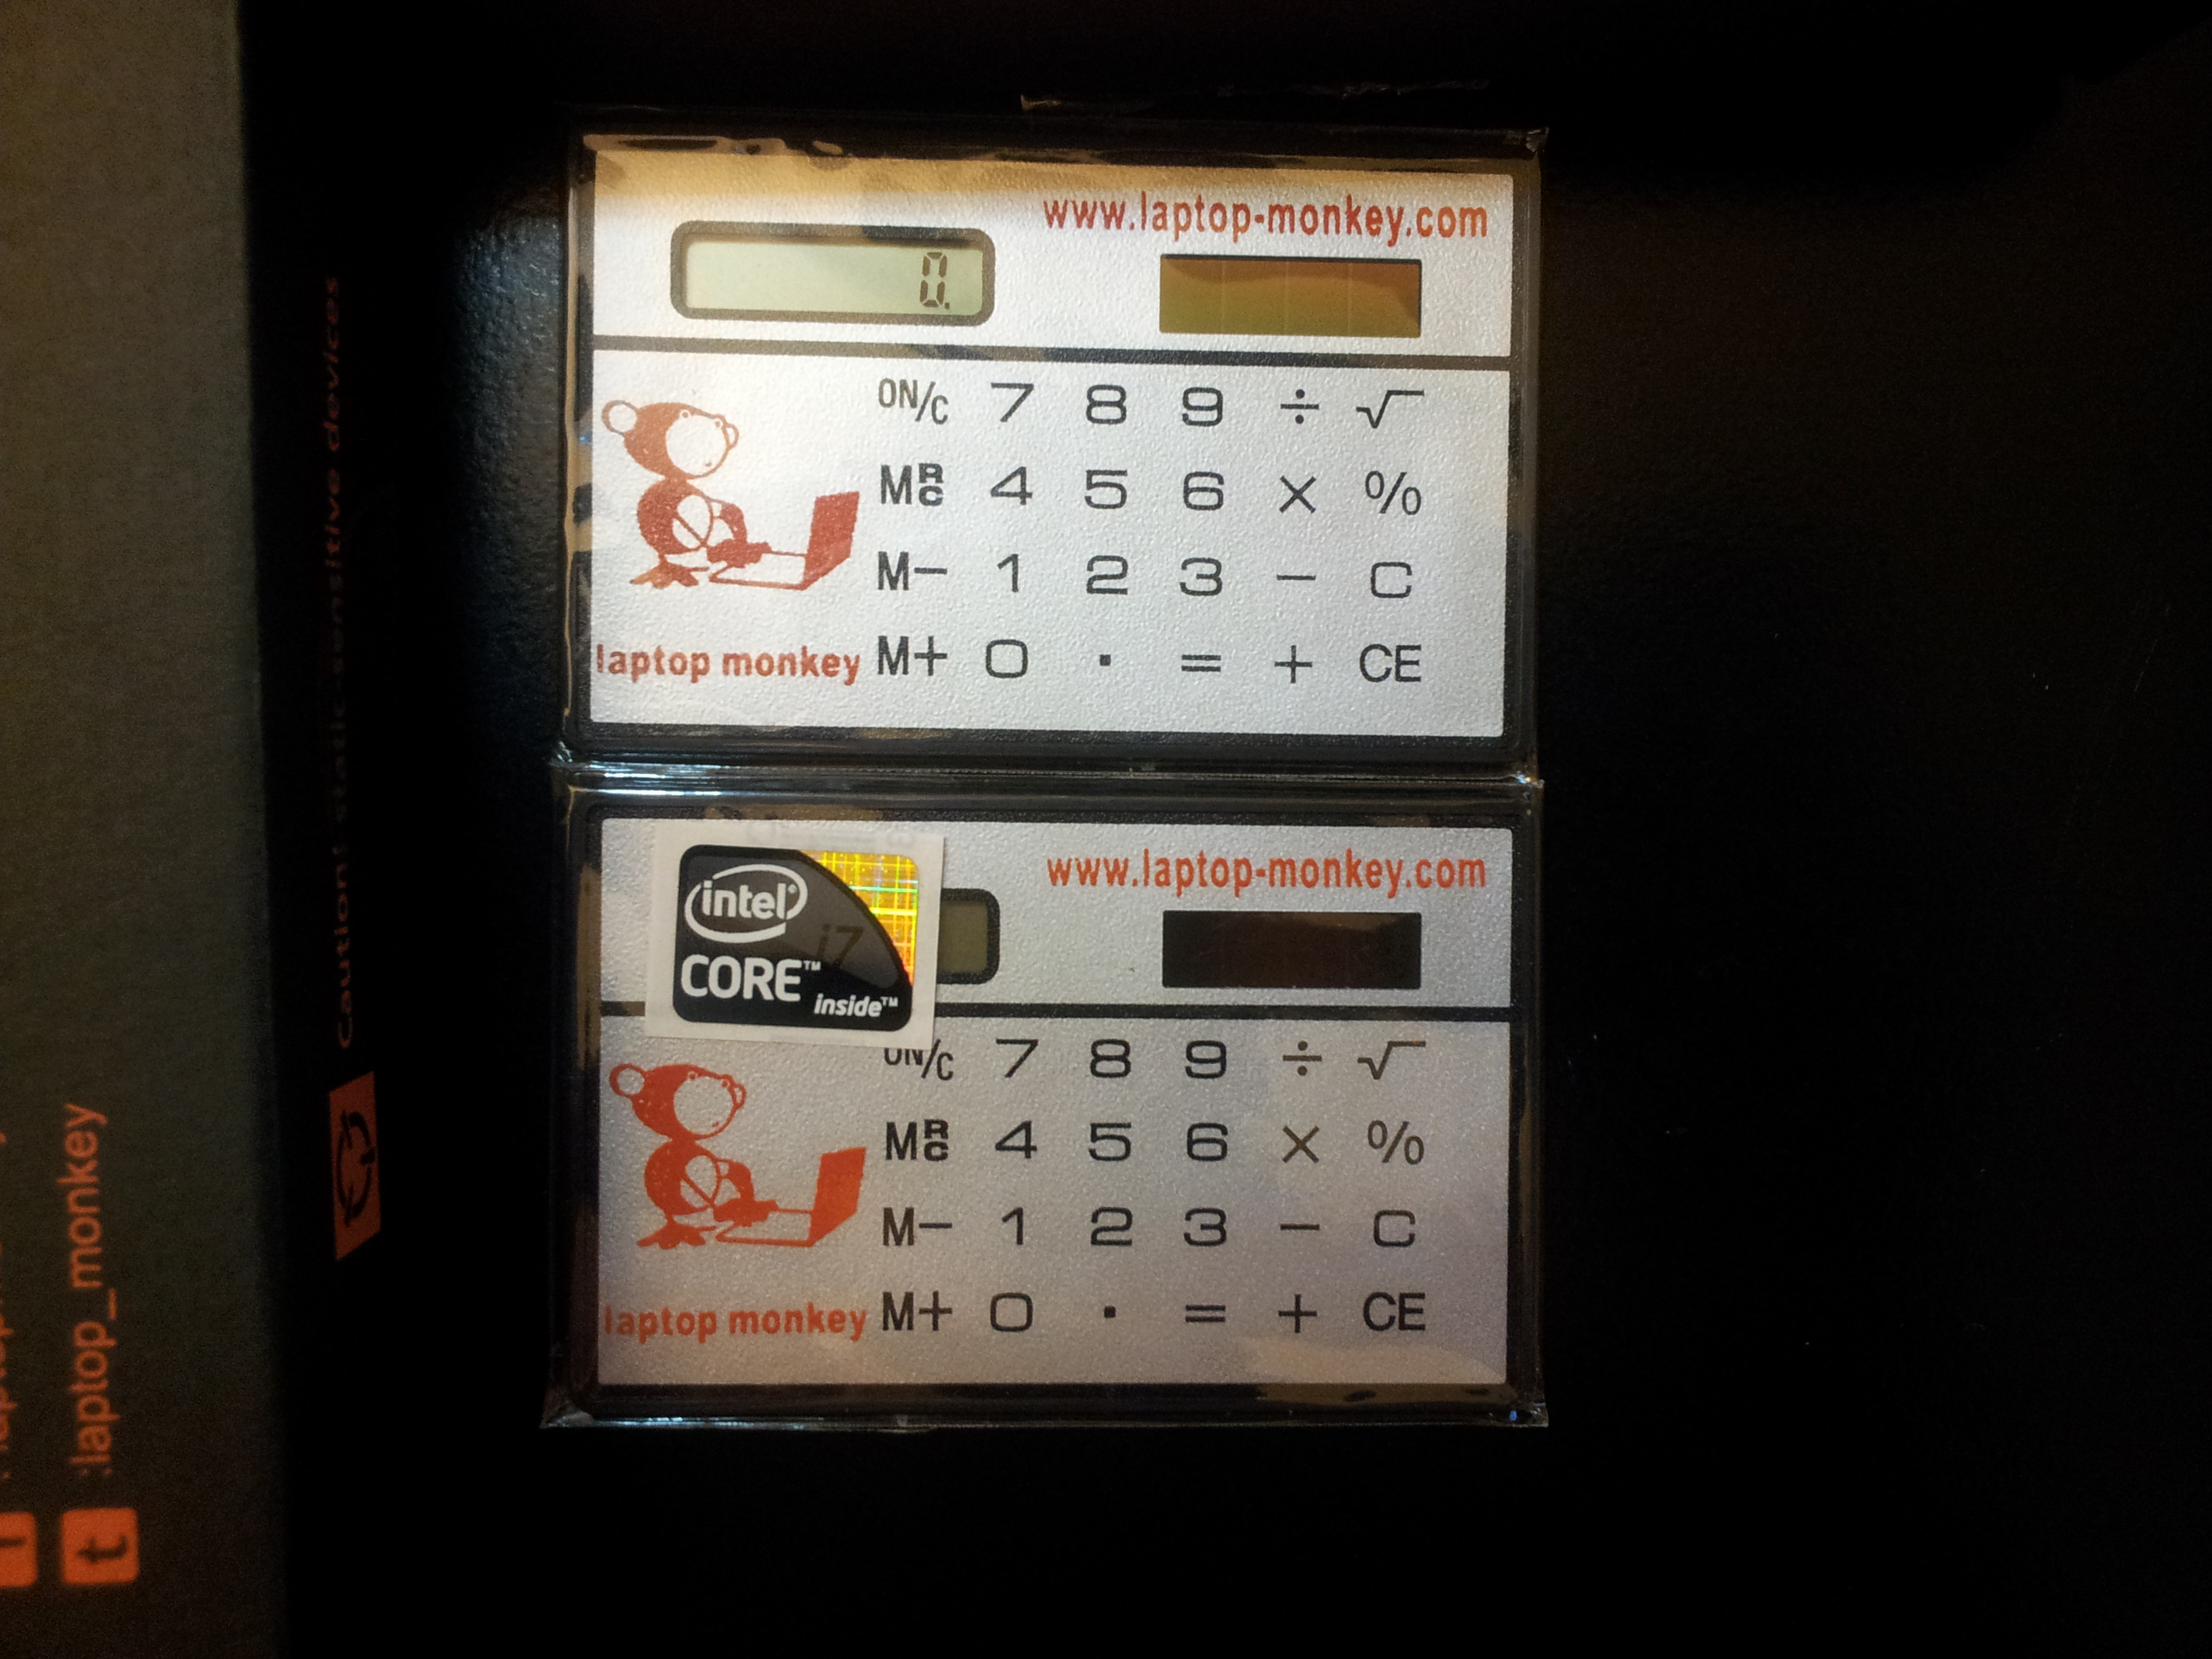 www.laptop-monkey.com
0.
ON/C 7 8 9 ÷ √
MRC 4 5 6 × %
M− 1 2 3 − C
laptop monkey M+ 0 . = + CE
www.laptop-monkey.com
intel
i7
CORE™
inside™
ON/C 7 8 9 ÷ √
MRC 4 5 6 × %
M− 1 2 3 − C
laptop monkey M+ 0 . = + CE
Caution: static-sensitive devices
t :laptop_monkey